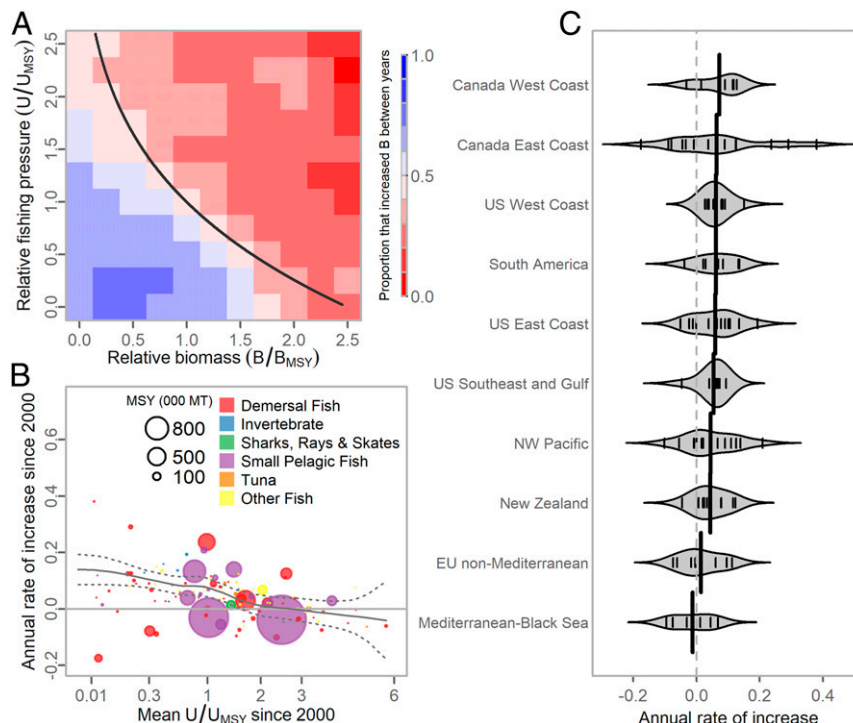 A
Relative fishing pressure (U/UMSY)
2.5
2.0
1.5
1.0
0.5
0.0
0.0 0.5 1.0 1.5 2.0 2.5
Relative biomass (B/BMSY)
1.0
0.5
0.0
Proportion that increased B between years
B
MSY (000 MT)
800
500
100
Demersal Fish
Invertebrate
Sharks, Rays & Skates
Small Pelagic Fish
Tuna
Other Fish
Annual rate of increase since 2000
0.6
0.4
0.2
0.0
-0.2
0.01 0.3 1 2 3 6
Mean U/UMSY since 2000
C
Canada West Coast
Canada East Coast
US West Coast
South America
US East Coast
US Southeast and Gulf
NW Pacific
New Zealand
EU non-Mediterranean
Mediterranean-Black Sea
-0.2 0.0 0.2 0.4
Annual rate of increase